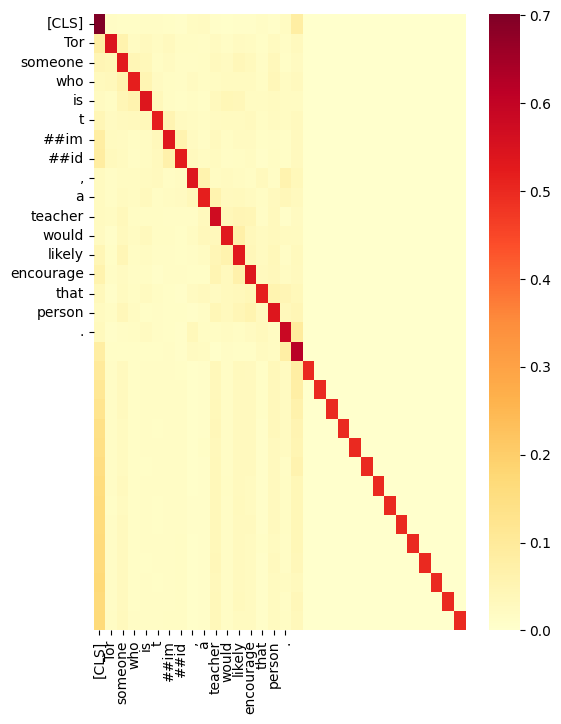 [CLS]
Tor
someone
who
is
t
##im
##id
,
a
teacher
would
likely
encourage
that
person
.
0.7
0.6
0.5
0.4
0.3
0.2
0.1
0.0
[CLS]
Tor
someone
who
is
t
##im
##id
,
a
teacher
would
likely
encourage
that
person
.